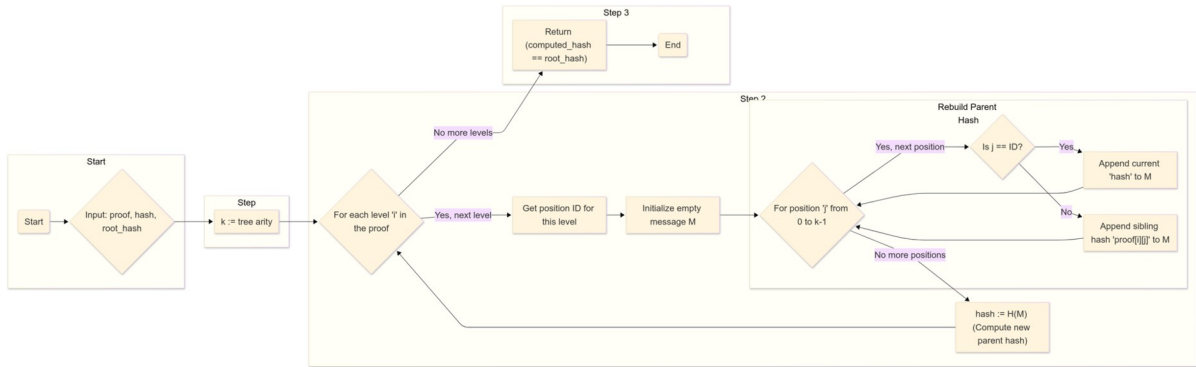 Step 3
Return
(computed_hash
== root_hash)
End
Step 2
Rebuild Parent
Hash
No more levels
Start
Start
Input: proof, hash,
root_hash
Step
k := tree arity
For each level 'i' in
the proof
Yes, next level
Get position ID for
this level
Initialize empty
message M
For position 'j' from
0 to k-1
Yes, next position
Is j == ID?
Yes
Append current
'hash' to M
No
Append sibling
hash 'proof[i][j]' to M
No more positions
hash := H(M)
(Compute new
parent hash)